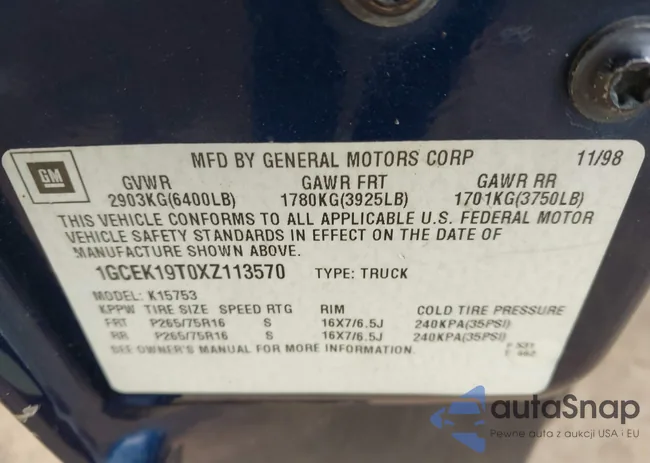 GM
MFD BY GENERAL MOTORS CORP 11/98
GVWR GAWR FRT GAWR RR
2903KG(6400LB) 1780KG(3925LB) 1701KG(3750LB)
THIS VEHICLE CONFORMS TO ALL APPLICABLE U.S. FEDERAL MOTOR
VEHICLE SAFETY STANDARDS IN EFFECT ON THE DATE OF
MANUFACTURE SHOWN ABOVE.
1GCEK19T0XZ113570 TYPE: TRUCK
MODEL: K15753
KPPW TIRE SIZE SPEED RTG RIM COLD TIRE PRESSURE
FRT P265/75R16 S 16X7/6.5J 240KPA(35PSI)
RR P265/75R16 S 16X7/6.5J 240KPA(35PSI)
SEE OWNER'S MANUAL FOR MORE INFORMATION.
autaSnap
Pewne auta z aukcji USA i EU